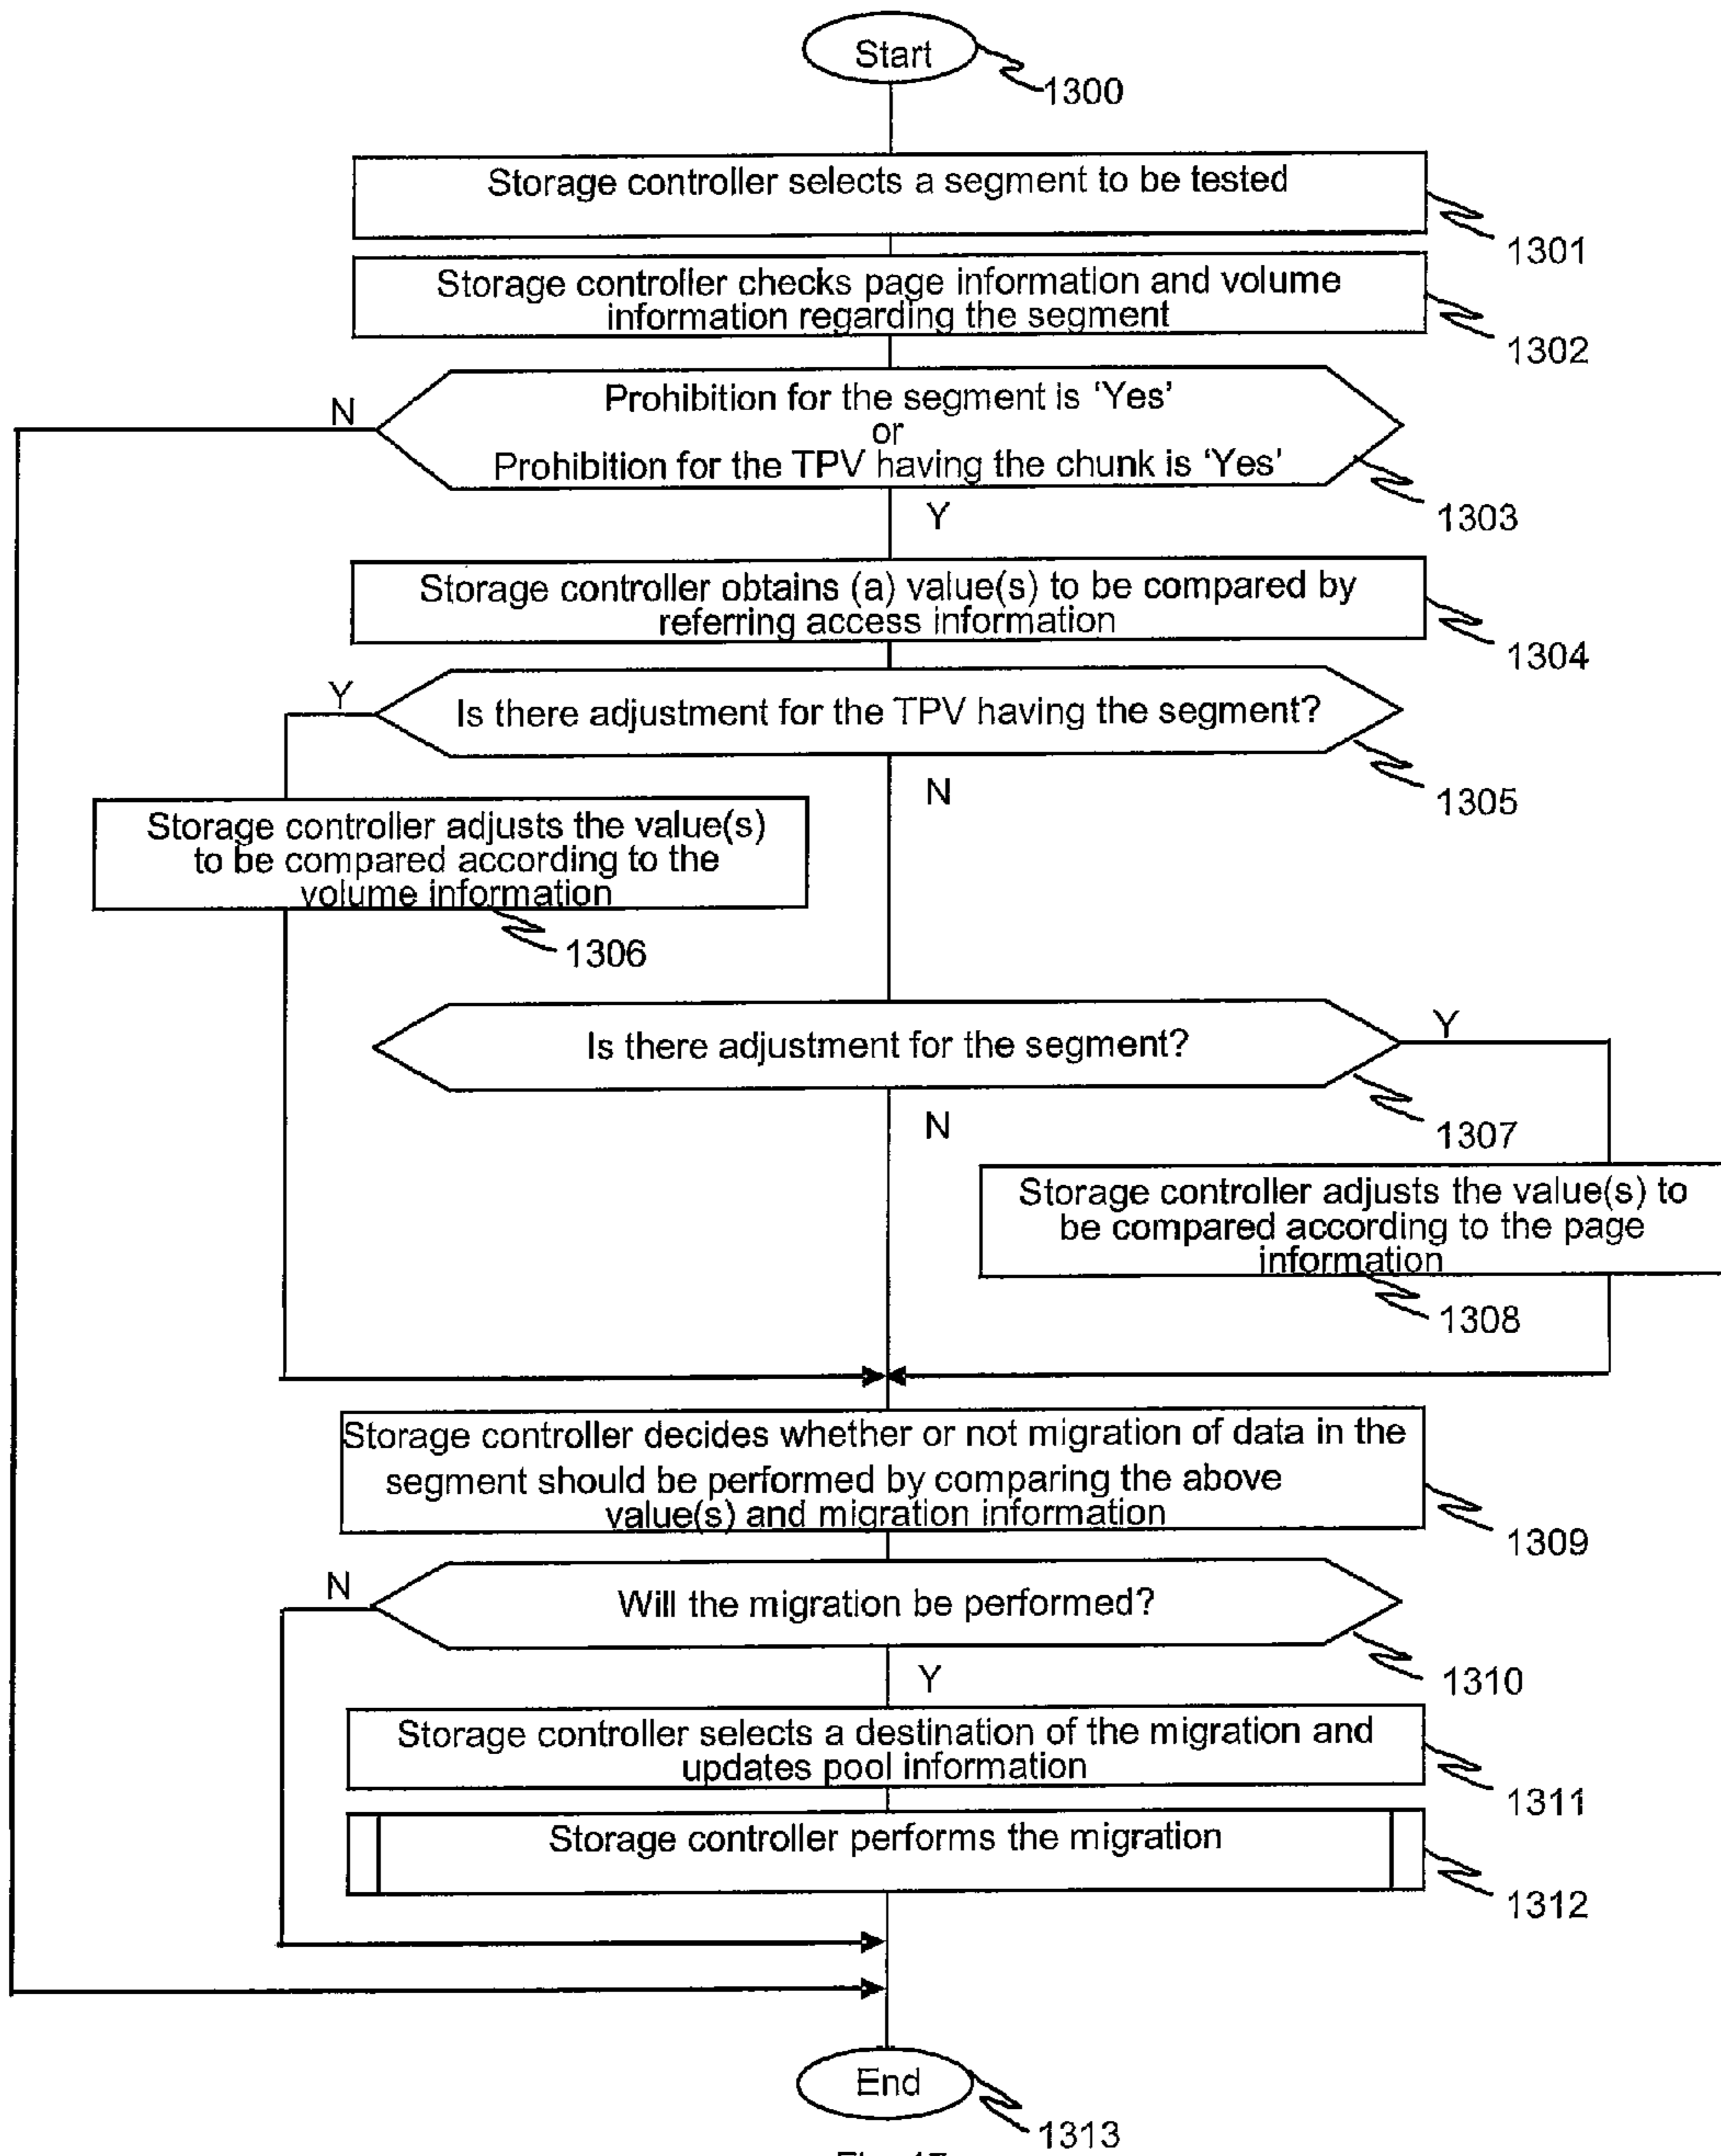 Start
1300
Storage controller selects a segment to be tested
1301
Storage controller checks page information and volume
information regarding the segment
1302
N
Prohibition for the segment is ‘Yes’
or
Prohibition for the TPV having the chunk is ‘Yes’
1303
Y
Storage controller obtains (a) value(s) to be compared by
referring access information
1304
Y
Is there adjustment for the TPV having the segment?
1305
N
Storage controller adjusts the value(s)
to be compared according to the
volume information
1306
Is there adjustment for the segment?
Y
1307
N
Storage controller adjusts the value(s) to
be compared according to the page
information
1308
Storage controller decides whether or not migration of data in the
segment should be performed by comparing the above
value(s) and migration information
1309
N
Will the migration be performed?
1310
Y
Storage controller selects a destination of the migration and
updates pool information
1311
Storage controller performs the migration
1312
End
1313